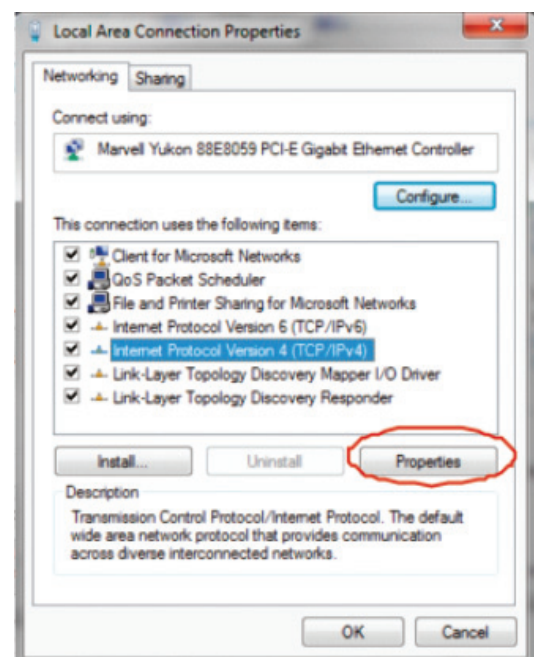 Local Area Connection Properties
Networking Sharing
Connect using:
Marvell Yukon 88E8059 PCI-E Gigabit Ethernet Controller
Configure...
This connection uses the following items:
Client for Microsoft Networks
QoS Packet Scheduler
File and Printer Sharing for Microsoft Networks
Internet Protocol Version 6 (TCP/IPv6)
Internet Protocol Version 4 (TCP/IPv4)
Link-Layer Topology Discovery Mapper I/O Driver
Link-Layer Topology Discovery Responder
Install... Uninstall Properties
Description
Transmission Control Protocol/Internet Protocol. The default
wide area network protocol that provides communication
across diverse interconnected networks.
OK Cancel